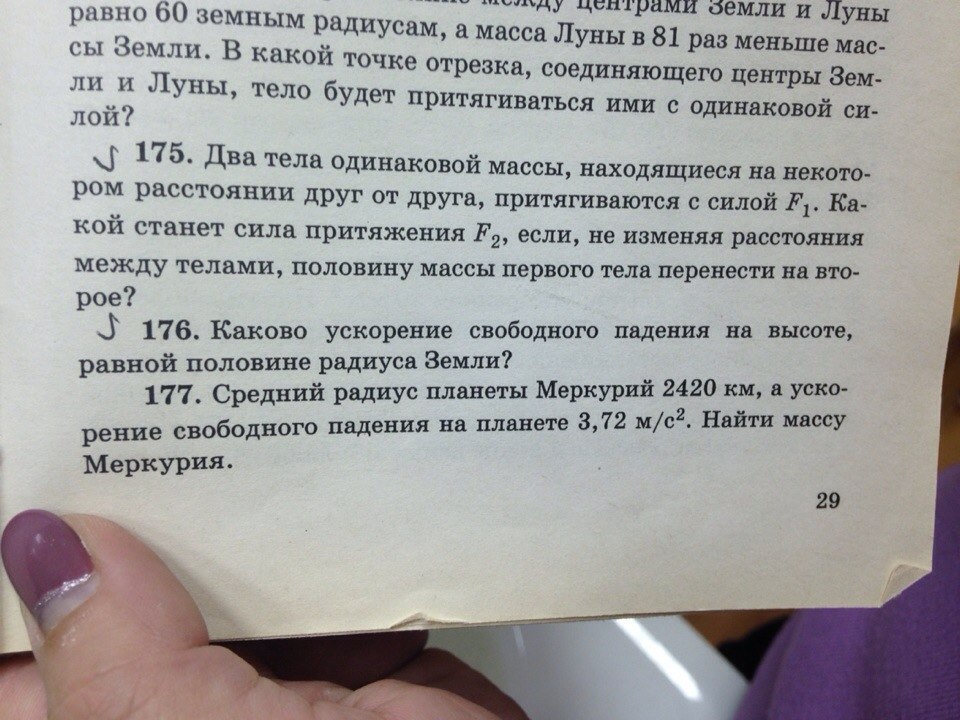 между центрами Земли и Луны
равно 60 земным радиусам, а масса Луны в 81 раз меньше мас-
сы Земли. В какой точке отрезка, соединяющего центры Зем-
ли и Луны, тело будет притягиваться ими с одинаковой си-
лой?
175. Два тела одинаковой массы, находящиеся на некото-
ром расстоянии друг от друга, притягиваются с силой F₁. Ка-
кой станет сила притяжения F₂, если, не изменяя расстояния
между телами, половину массы первого тела перенести на вто-
рое?
176. Каково ускорение свободного падения на высоте,
равной половине радиуса Земли?
177. Средний радиус планеты Меркурий 2420 км, а уско-
рение свободного падения на планете 3,72 м/с². Найти массу
Меркурия.
29